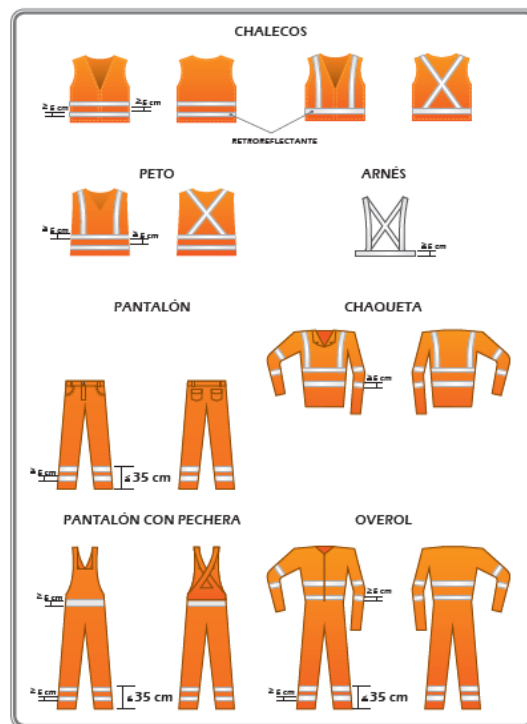 CHALECOS
≥ 5 cm
≥ 5 cm
RETROREFLECTANTE
PETO
ARNÉS
≥ 5 cm
≥ 5 cm
≥ 5 cm
PANTALÓN
CHAQUETA
≥ 5 cm
≥ 5 cm
≤ 35 cm
PANTALÓN CON PECHERA
OVEROL
≥ 5 cm
≥ 5 cm
≥ 5 cm
≤ 35 cm
≥ 5 cm
≤ 35 cm